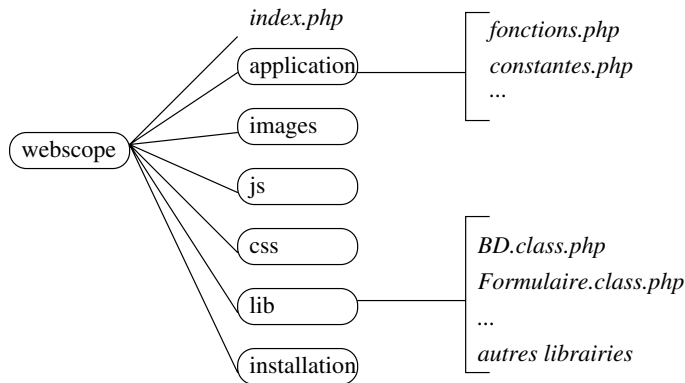 index.php
application
fonctions.php
constantes.php
...
images
webscope
js
css
BD.class.php
Formulaire.class.php
lib
...
autres librairies
installation